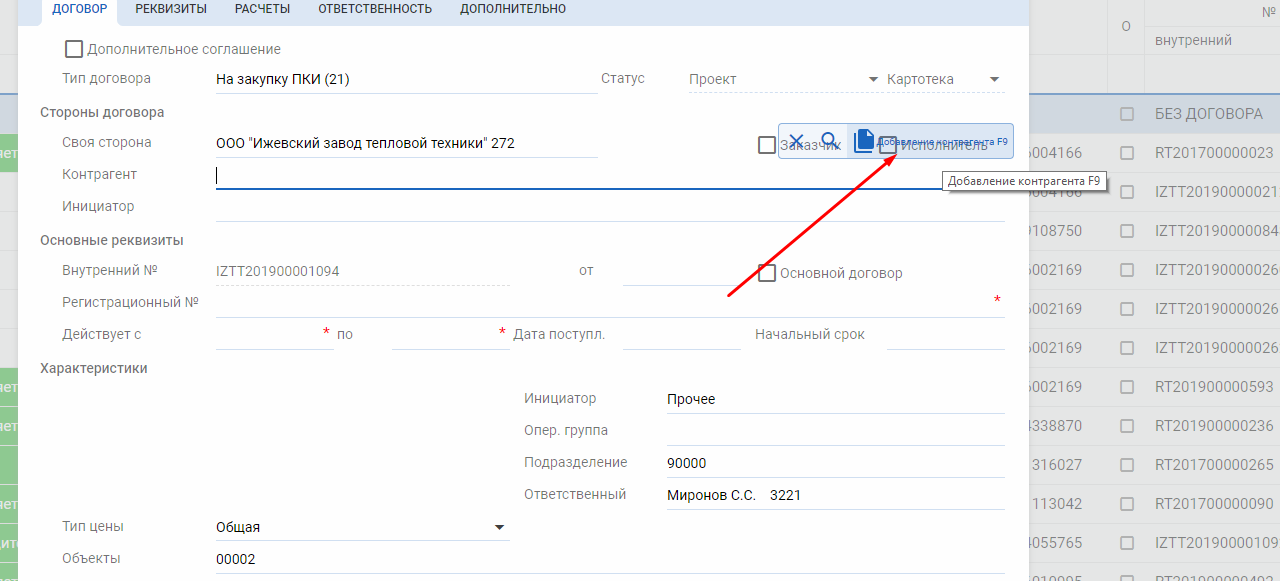 ДОГОВОР РЕКВИЗИТЫ РАСЧЕТЫ ОТВЕТСТВЕННОСТЬ ДОПОЛНИТЕЛЬНО
Дополнительное соглашение
Тип договора На закупку ПКИ (21) Статус Проект Картотека
Стороны договора
Своя сторона ООО "Ижевский завод тепловой техники" 272 Заказчик Исполнитель
Добавление контрагента F9
Контрагент
Добавление контрагента F9
Инициатор
Основные реквизиты
Внутренний № IZTT201900001094 от Основной договор
Регистрационный № *
Действует с * по * Дата поступл. Начальный срок
Характеристики
Инициатор Прочее
Опер. группа
Подразделение 90000
Ответственный Миронов С.С. 3221
Тип цены Общая
Объекты 00002
О №
внутренний
БЕЗ ДОГОВОРА
6004166 RT201700000023
IZTT20190000021
9108750 IZTT20190000084
6002169 IZTT20190000026
6002169 IZTT20190000026
6002169 IZTT20190000026
6002169 RT201900000593
4338870 RT201900000236
316027 RT201700000265
113042 RT201700000090
4055765 IZTT20190000109